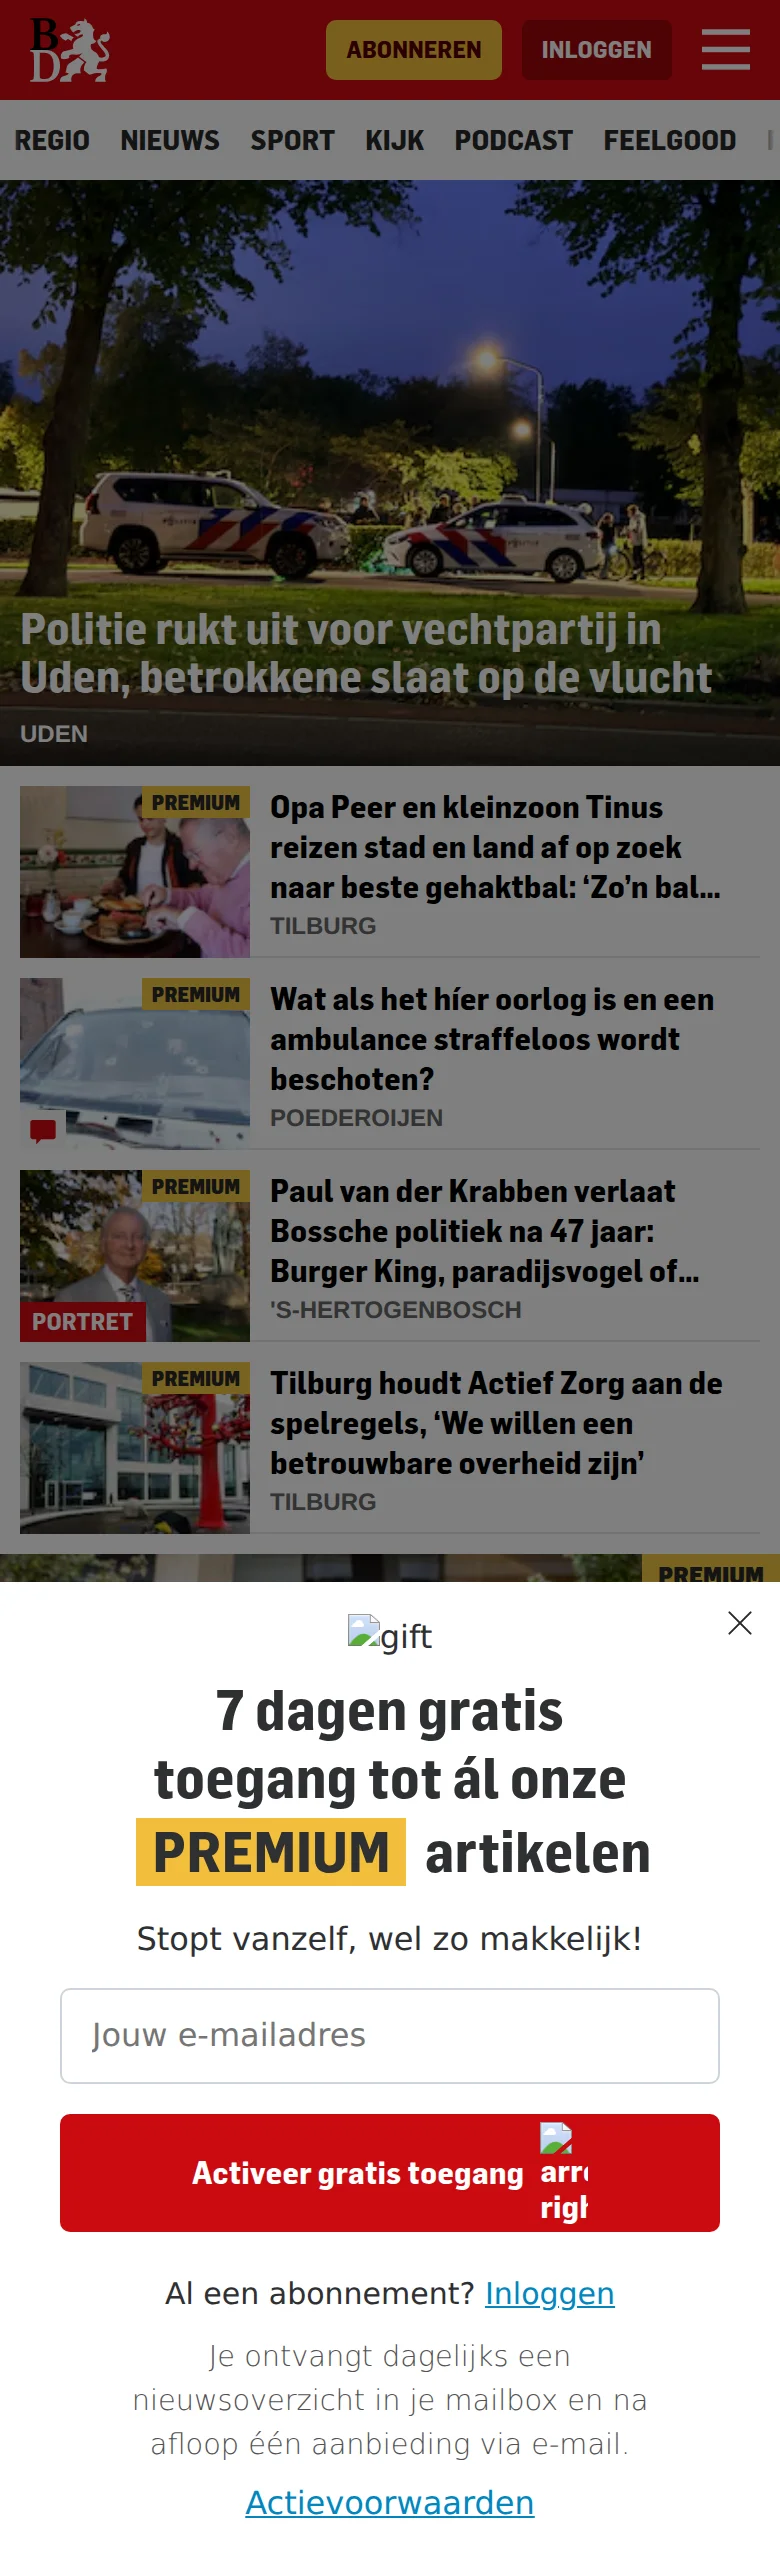 BD
ABONNEREN
INLOGGEN
REGIO NIEUWS SPORT KIJK PODCAST FEELGOOD
Politie rukt uit voor vechtpartij in
Uden, betrokkene slaat op de vlucht
UDEN
PREMIUM
Opa Peer en kleinzoon Tinus
reizen stad en land af op zoek
naar beste gehaktbal: ‘Zo’n bal...
TILBURG
PREMIUM
Wat als het híer oorlog is en een
ambulance straffeloos wordt
beschoten?
POEDEROIJEN
PREMIUM
PORTRET
Paul van der Krabben verlaat
Bossche politiek na 47 jaar:
Burger King, paradijsvogel of...
'S-HERTOGENBOSCH
PREMIUM
Tilburg houdt Actief Zorg aan de
spelregels, ‘We willen een
betrouwbare overheid zijn’
TILBURG
PREMIUM
gift
7 dagen gratis
toegang tot ál onze
PREMIUM artikelen
Stopt vanzelf, wel zo makkelijk!
Jouw e-mailadres
Activeer gratis toegang
Al een abonnement? Inloggen
Je ontvangt dagelijks een
nieuwsoverzicht in je mailbox en na
afloop één aanbieding via e-mail.
Actievoorwaarden